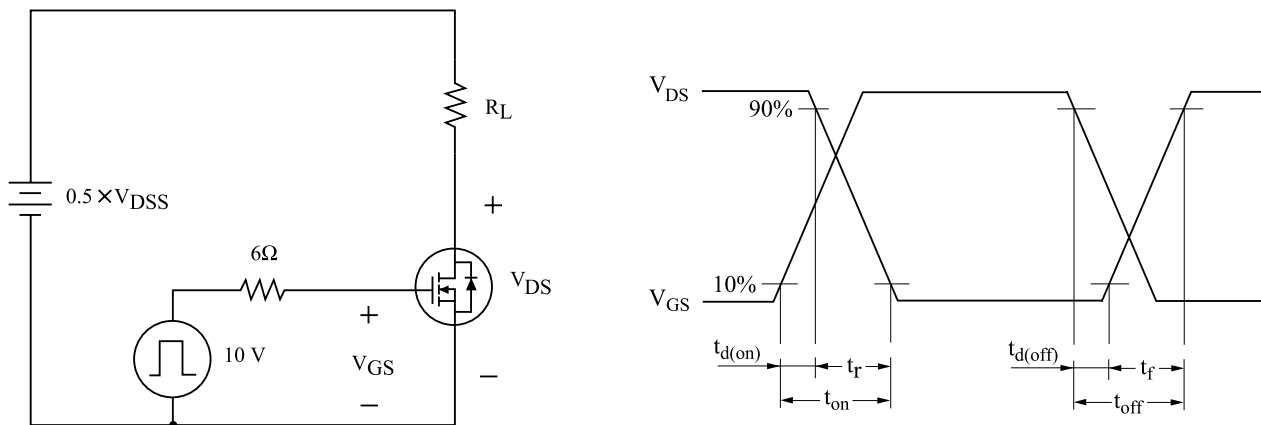 R_L
0.5 × V_DSS
+
6Ω
V_DS
+
10 V
V_GS
−
−
V_DS
90%
10%
V_GS
t_d(on)
t_r
t_on
t_d(off)
t_f
t_off